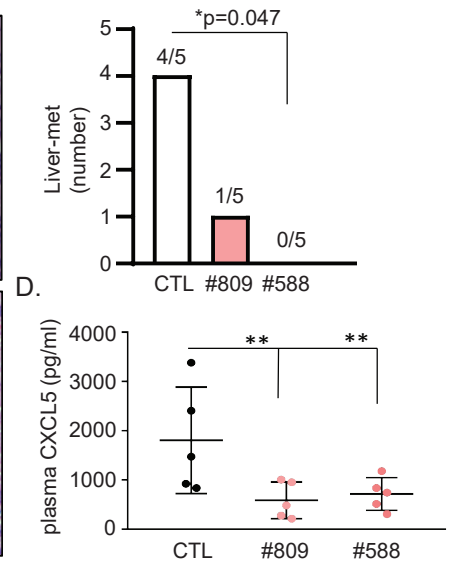 *p=0.047
Liver-met
(number)
5
4
3
2
1
0
4/5
1/5
0/5
CTL #809 #588
D.
plasma CXCL5 (pg/ml)
4000
3000
2000
1000
0
** **
CTL #809 #588